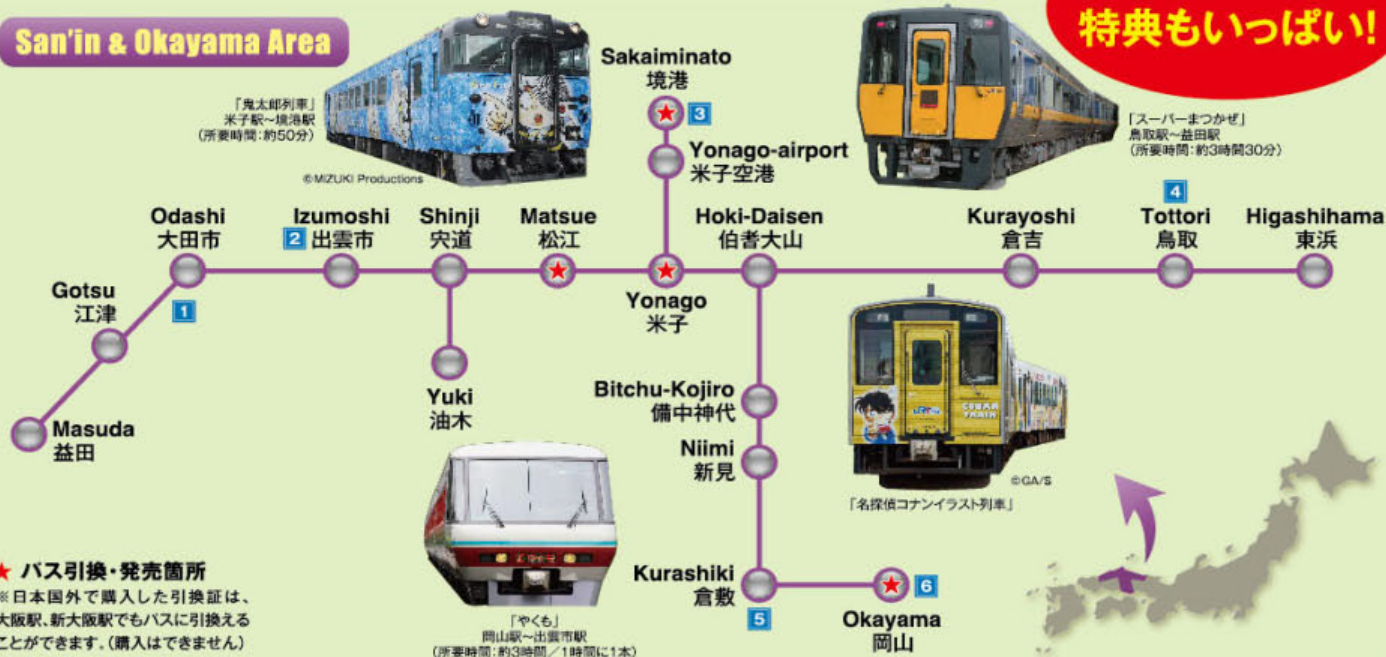 San'in & Okayama Area
特典もいっぱい!
「鬼太郎列車」
米子駅〜境港駅
(所要時間:約50分)
©MIZUKI Productions
Sakaiminato
境港
3
Yonago-airport
米子空港
「スーパーまつかぜ」
鳥取駅〜益田駅
(所要時間:約3時間30分)
4
Odashi
大田市
2
Izumoshi
出雲市
Shinji
宍道
Matsue
松江
Hoki-Daisen
伯耆大山
Kurayoshi
倉吉
Tottori
鳥取
Higashihama
東浜
Gotsu
江津
1
Yonago
米子
Masuda
益田
Yuki
油木
Bitchu-Kojiro
備中神代
Niimi
新見
CONAN
TRAIN
©GA/S
「名探偵コナンイラスト列車」
Kurashiki
倉敷
5
6
Okayama
岡山
「やくも」
岡山駅〜出雲市駅
(所要時間:約3時間/1時間に1本)
★ パス引換・発売箇所
※日本国外で購入した引換証は、
大阪駅、新大阪駅でもパスに引換える
ことができます。(購入はできません)